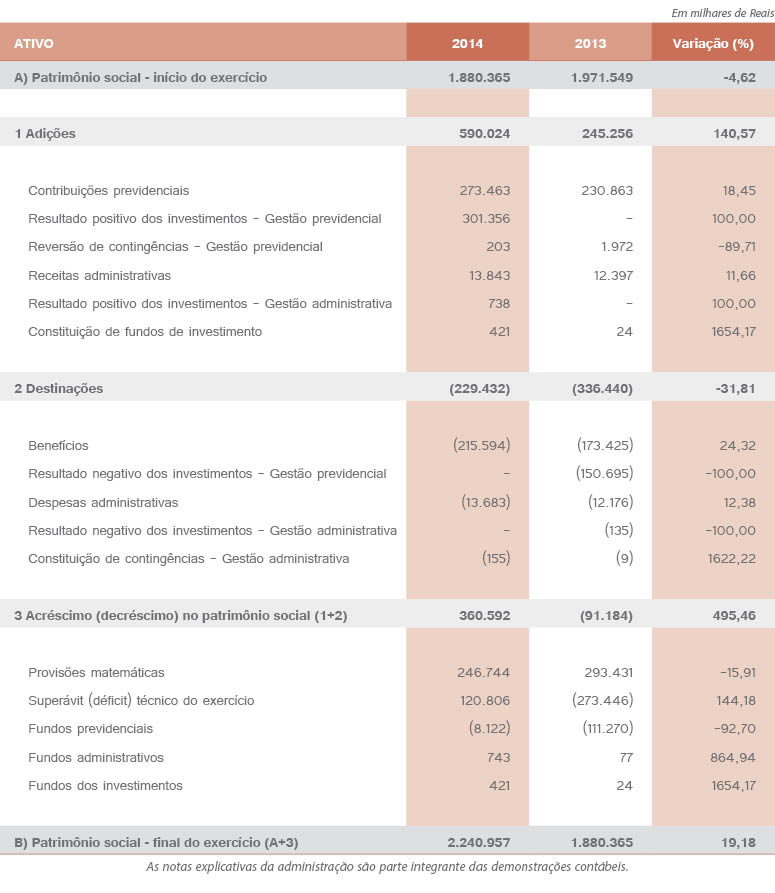 Em milhares de Reais
ATIVO 2014 2013 Variação (%)
A) Patrimônio social - início do exercício 1.880.365 1.971.549 -4,62
1 Adições 590.024 245.256 140,57
Contribuições previdenciais 273.463 230.863 18,45
Resultado positivo dos investimentos – Gestão previdencial 301.356 – 100,00
Reversão de contingências – Gestão previdencial 203 1.972 –89,71
Receitas administrativas 13.843 12.397 11,66
Resultado positivo dos investimentos – Gestão administrativa 738 – 100,00
Constituição de fundos de investimento 421 24 1654,17
2 Destinações (229.432) (336.440) -31,81
Benefícios (215.594) (173.425) 24,32
Resultado negativo dos investimentos – Gestão previdencial – (150.695) –100,00
Despesas administrativas (13.683) (12.176) 12,38
Resultado negativo dos investimentos – Gestão administrativa – (135) –100,00
Constituição de contingências – Gestão administrativa (155) (9) 1622,22
3 Acréscimo (decréscimo) no patrimônio social (1+2) 360.592 (91.184) 495,46
Provisões matemáticas 246.744 293.431 –15,91
Superávit (déficit) técnico do exercício 120.806 (273.446) 144,18
Fundos previdenciais (8.122) (111.270) –92,70
Fundos administrativos 743 77 864,94
Fundos dos investimentos 421 24 1654,17
B) Patrimônio social - final do exercício (A+3) 2.240.957 1.880.365 19,18
As notas explicativas da administração são parte integrante das demonstrações contábeis.